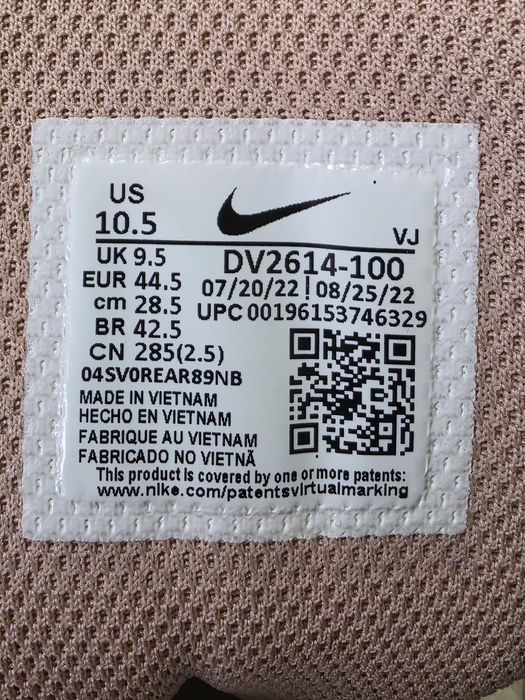 US
10.5
VJ
UK 9.5
EUR 44.5
cm 28.5
BR 42.5
CN 285(2.5)
DV2614-100
07/20/22 | 08/25/22
UPC 00196153746329
04SV0REAR89NB
MADE IN VIETNAM
HECHO EN VIETNAM
FABRIQUE AU VIETNAM
FABRICADO NO VIETNÃ
This product is covered by one or more patents:
www.nike.com/patentsvirtualmarking